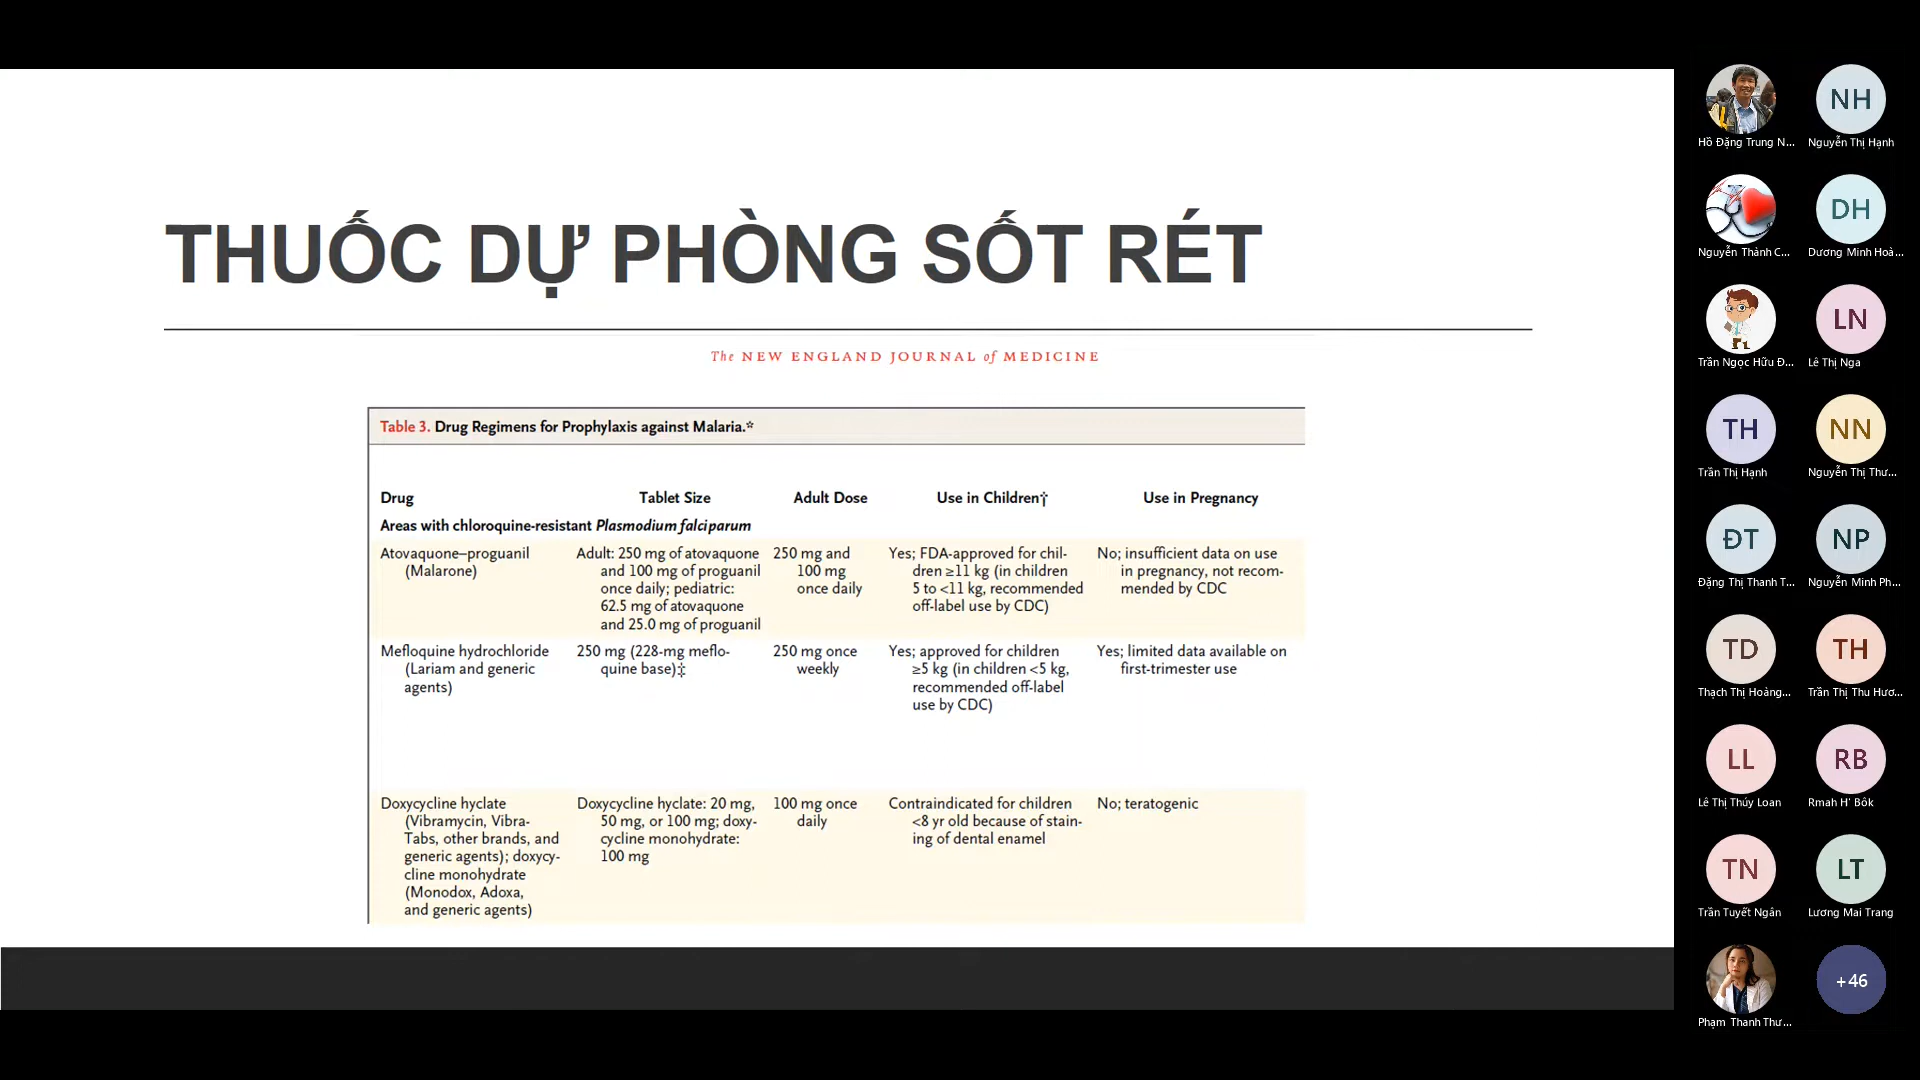 THUỐC DỰ PHÒNG SỐT RÉT
The NEW ENGLAND JOURNAL of MEDICINE
Table 3. Drug Regimens for Prophylaxis against Malaria.*
Drug Tablet Size Adult Dose Use in Children† Use in Pregnancy
Areas with chloroquine-resistant Plasmodium falciparum
Atovaquone–proguanil
(Malarone)
Adult: 250 mg of atovaquone
and 100 mg of proguanil
once daily; pediatric:
62.5 mg of atovaquone
and 25.0 mg of proguanil
250 mg and
100 mg
once daily
Yes; FDA-approved for chil-
dren ≥11 kg (in children
5 to <11 kg, recommended
off-label use by CDC)
No; insufficient data on use
in pregnancy, not recom-
mended by CDC
Mefloquine hydrochloride
(Lariam and generic
agents)
250 mg (228-mg meflo-
quine base)‡
250 mg once
weekly
Yes; approved for children
≥5 kg (in children <5 kg,
recommended off-label
use by CDC)
Yes; limited data available on
first-trimester use
Doxycycline hyclate
(Vibramycin, Vibra-
Tabs, other brands, and
generic agents); doxycy-
cline monohydrate
(Monodox, Adoxa,
and generic agents)
Doxycycline hyclate: 20 mg,
50 mg, or 100 mg; doxy-
cycline monohydrate:
100 mg
100 mg once
daily
Contraindicated for children
<8 yr old because of stain-
ing of dental enamel
No; teratogenic
Hồ Đặng Trung N...
NH
Nguyễn Thị Hạnh
Nguyễn Thành C...
DH
Dương Minh Hoà...
Trần Ngọc Hữu Đ...
LN
Lê Thị Nga
TH
Trần Thị Hạnh
NN
Nguyễn Thị Thư...
ĐT
Đặng Thị Thanh T...
NP
Nguyễn Minh Ph...
TD
Thạch Thị Hoàng...
TH
Trần Thị Thu Hươ...
LL
Lê Thị Thúy Loan
RB
Rmah H' Bôk
TN
Trần Tuyết Ngân
LT
Lương Mai Trang
Phạm Thanh Thư...
+46